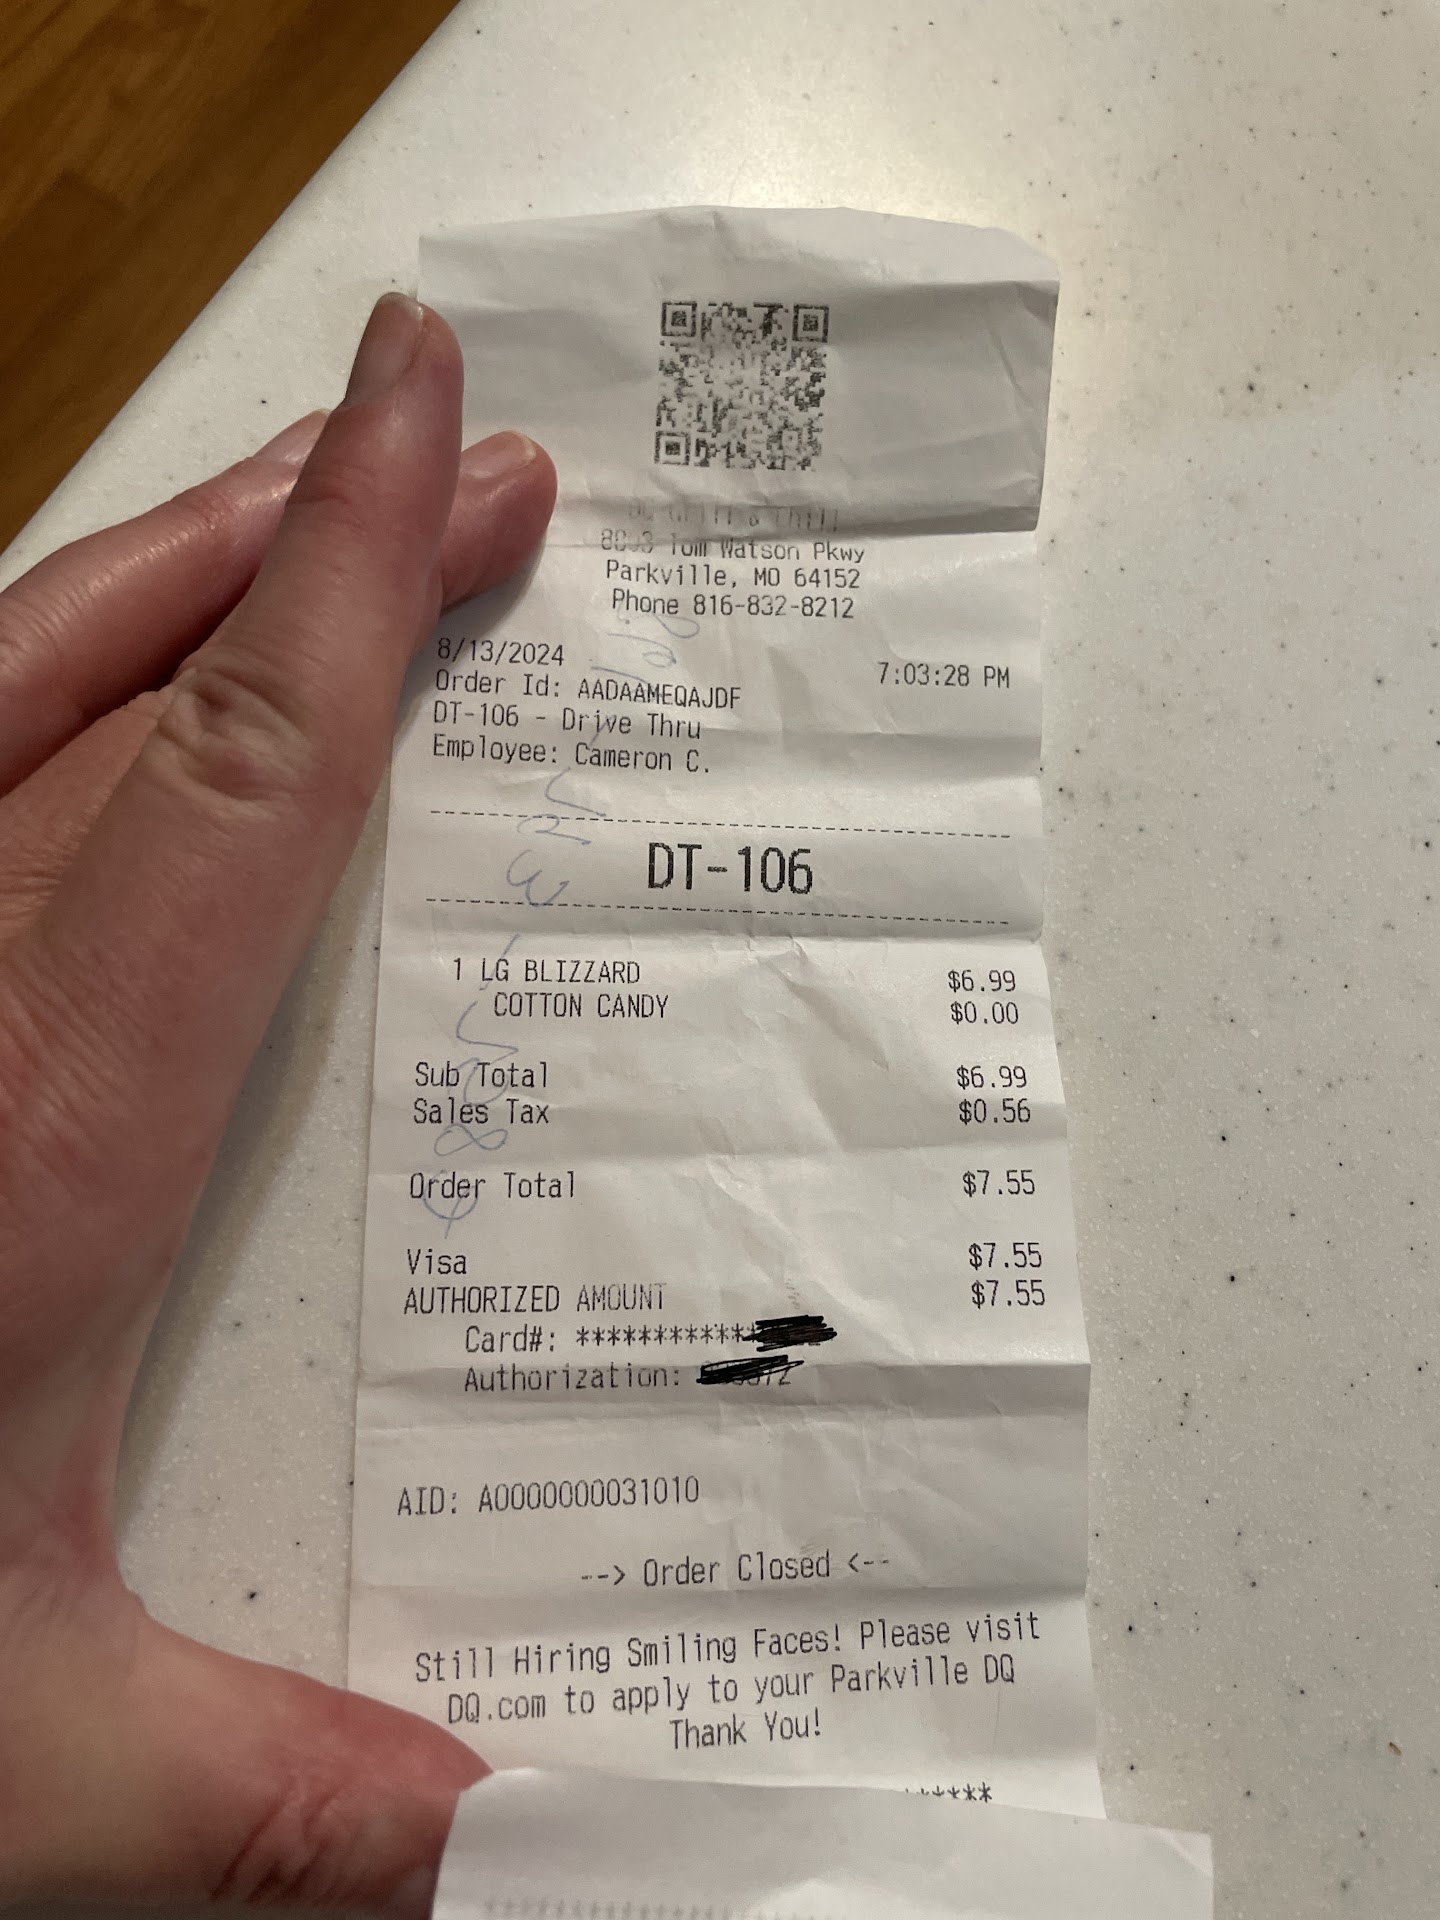 Grill & Chill
Tom Watson Pkwy
Parkville, MO 64152
Phone 816-832-8212
8/13/2024 7:03:28 PM
Order Id: AADAAMEQAJDF
DT-106 - Drive Thru
Employee: Cameron C.
DT-106
1 LG BLIZZARD $6.99
COTTON CANDY $0.00
Sub Total $6.99
Sales Tax $0.56
Order Total $7.55
Visa $7.55
AUTHORIZED AMOUNT $7.55
Card#: ************
Authorization:
AID: A0000000031010
--> Order Closed <--
Still Hiring Smiling Faces! Please visit
DQ.com to apply to your Parkville DQ
Thank You!